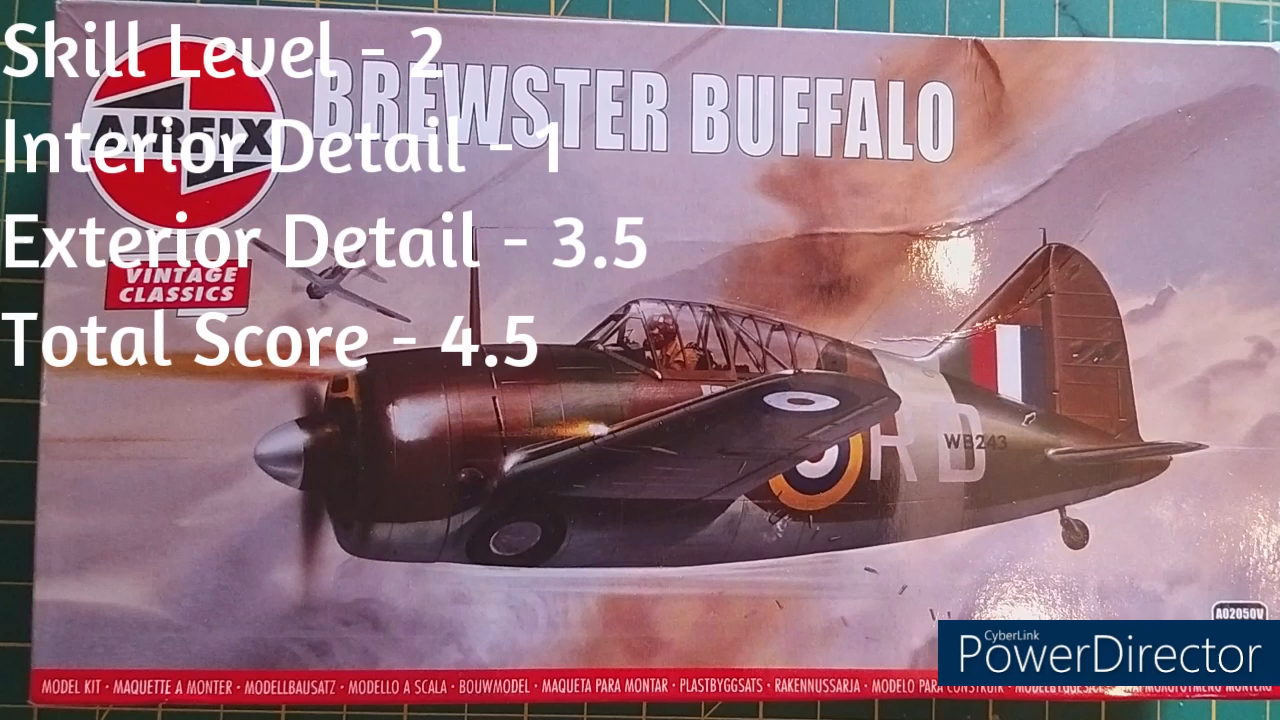 Skill Level - 2
Interior Detail - 1
Exterior Detail - 3.5
Total Score - 4.5
AIRFIX
BREWSTER BUFFALO
VINTAGE
CLASSICS
RD
WB243
A02050V
CyberLink
PowerDirector
MODEL KIT · MAQUETTE A MONTER · MODELLBAUSATZ · MODELLO A SCALA · BOUWMODEL · MAQUETA PARA MONTAR · PLASTBYGGSATS · RAKENNUSSARJA · MODELO PARA CONSTRUIR